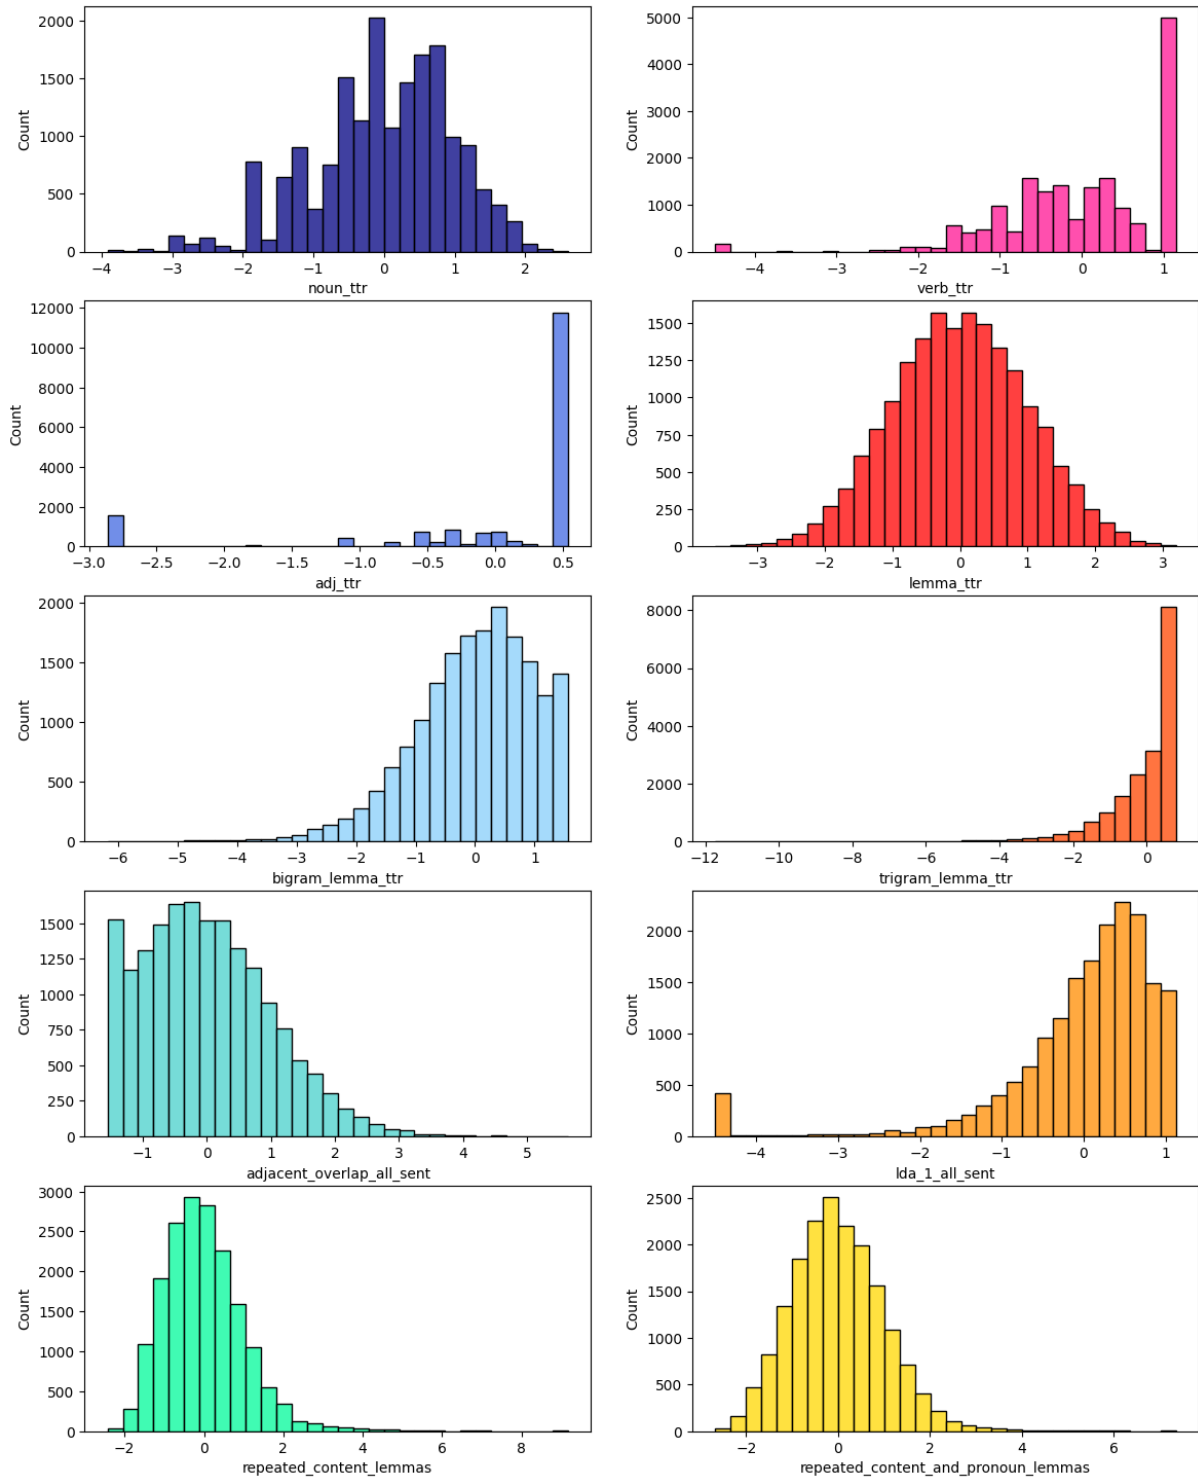 2000
1500
1000
500
0
Count
−4 −3 −2 −1 0 1 2
noun_ttr
5000
4000
3000
2000
1000
0
Count
−4 −3 −2 −1 0 1
verb_ttr
12000
10000
8000
6000
4000
2000
0
Count
−3.0 −2.5 −2.0 −1.5 −1.0 −0.5 0.0 0.5
adj_ttr
1500
1250
1000
750
500
250
0
Count
−3 −2 −1 0 1 2 3
lemma_ttr
2000
1500
1000
500
0
Count
−6 −5 −4 −3 −2 −1 0 1
bigram_lemma_ttr
8000
6000
4000
2000
0
Count
−12 −10 −8 −6 −4 −2 0
trigram_lemma_ttr
1500
1250
1000
750
500
250
0
Count
−1 0 1 2 3 4 5
adjacent_overlap_all_sent
2000
1500
1000
500
0
Count
−4 −3 −2 −1 0 1
lda_1_all_sent
3000
2500
2000
1500
1000
500
0
Count
−2 0 2 4 6 8
repeated_content_lemmas
2500
2000
1500
1000
500
0
Count
−2 0 2 4 6
repeated_content_and_pronoun_lemmas